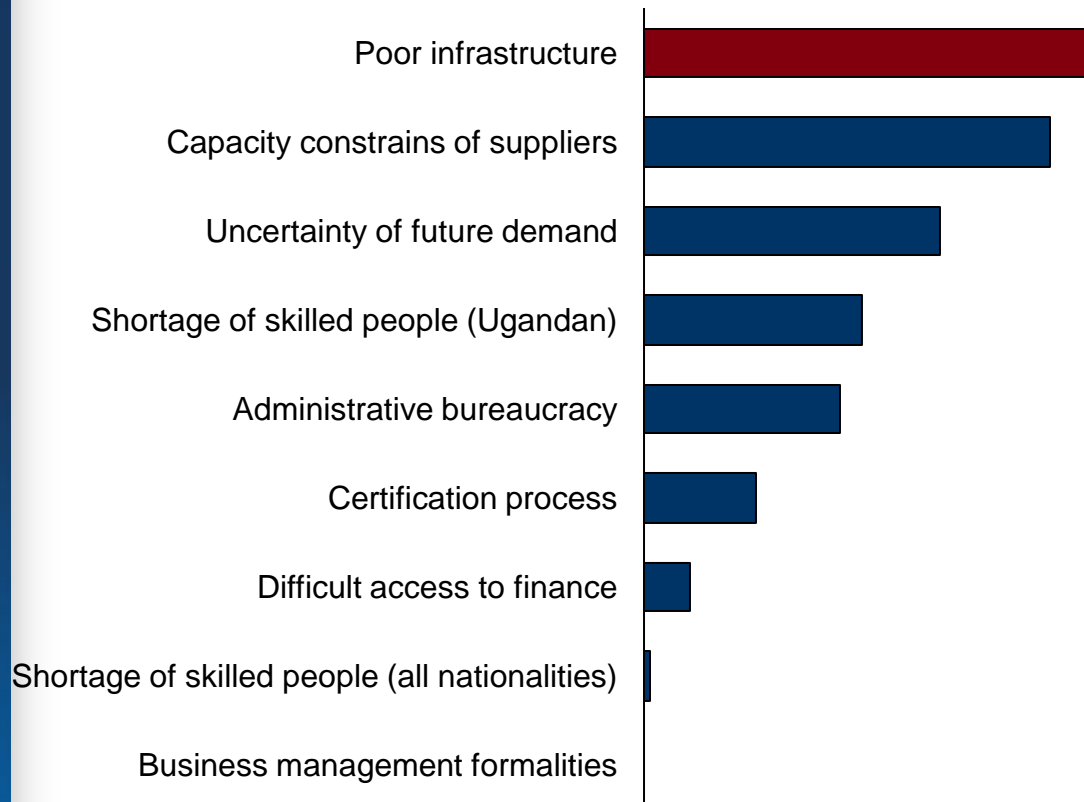 Poor infrastructure
Capacity constrains of suppliers
Uncertainty of future demand
Shortage of skilled people (Ugandan)
Administrative bureaucracy
Certification process
Difficult access to finance
Shortage of skilled people (all nationalities)
Business management formalities